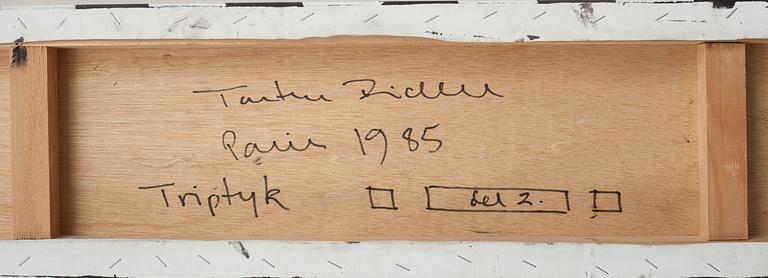 Torsten Ridell
Paris 1985
Triptyk del 2.